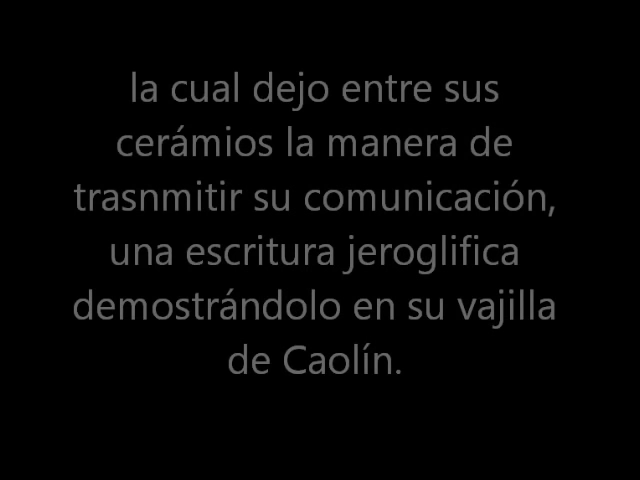 la cual dejo entre sus
cerámios la manera de
trasnmitir su comunicación,
una escritura jeroglifica
demostrándolo en su vajilla
de Caolín.